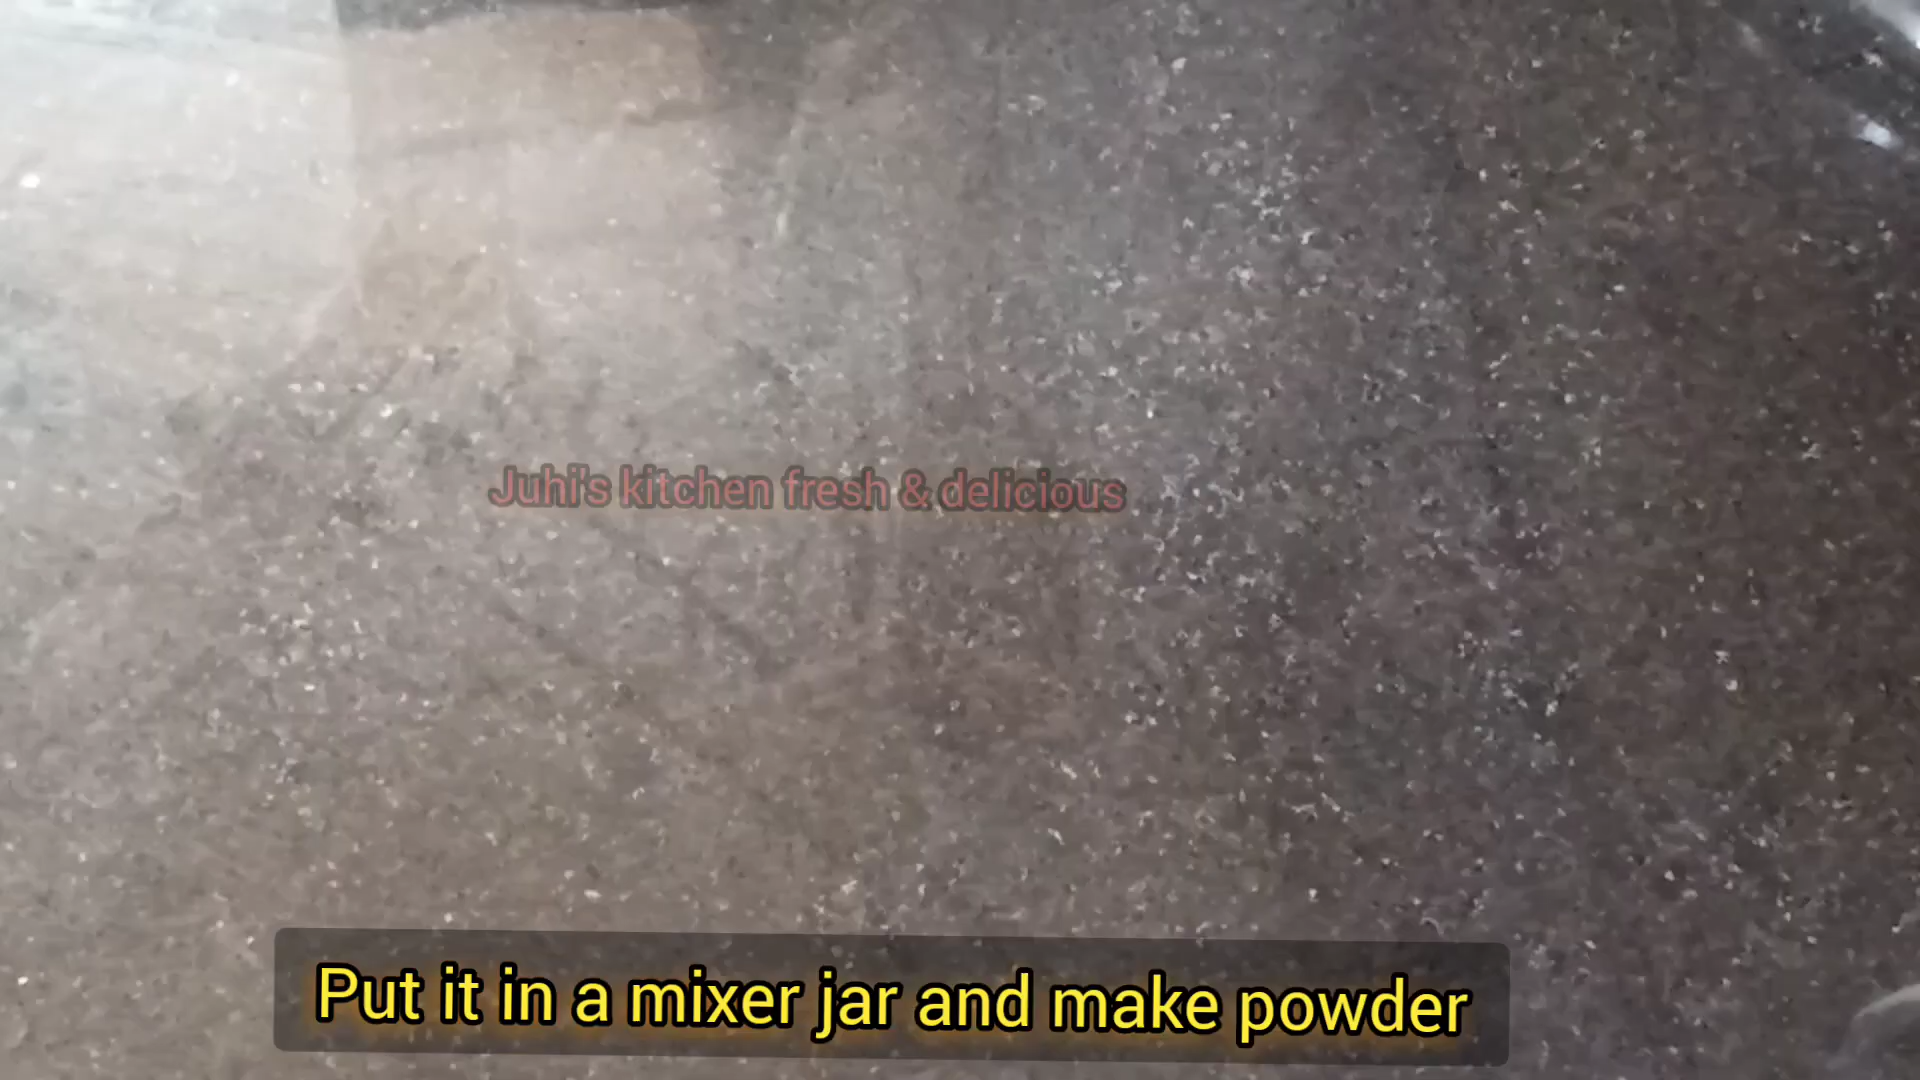 Juhi's kitchen fresh & delicious
Put it in a mixer jar and make powder